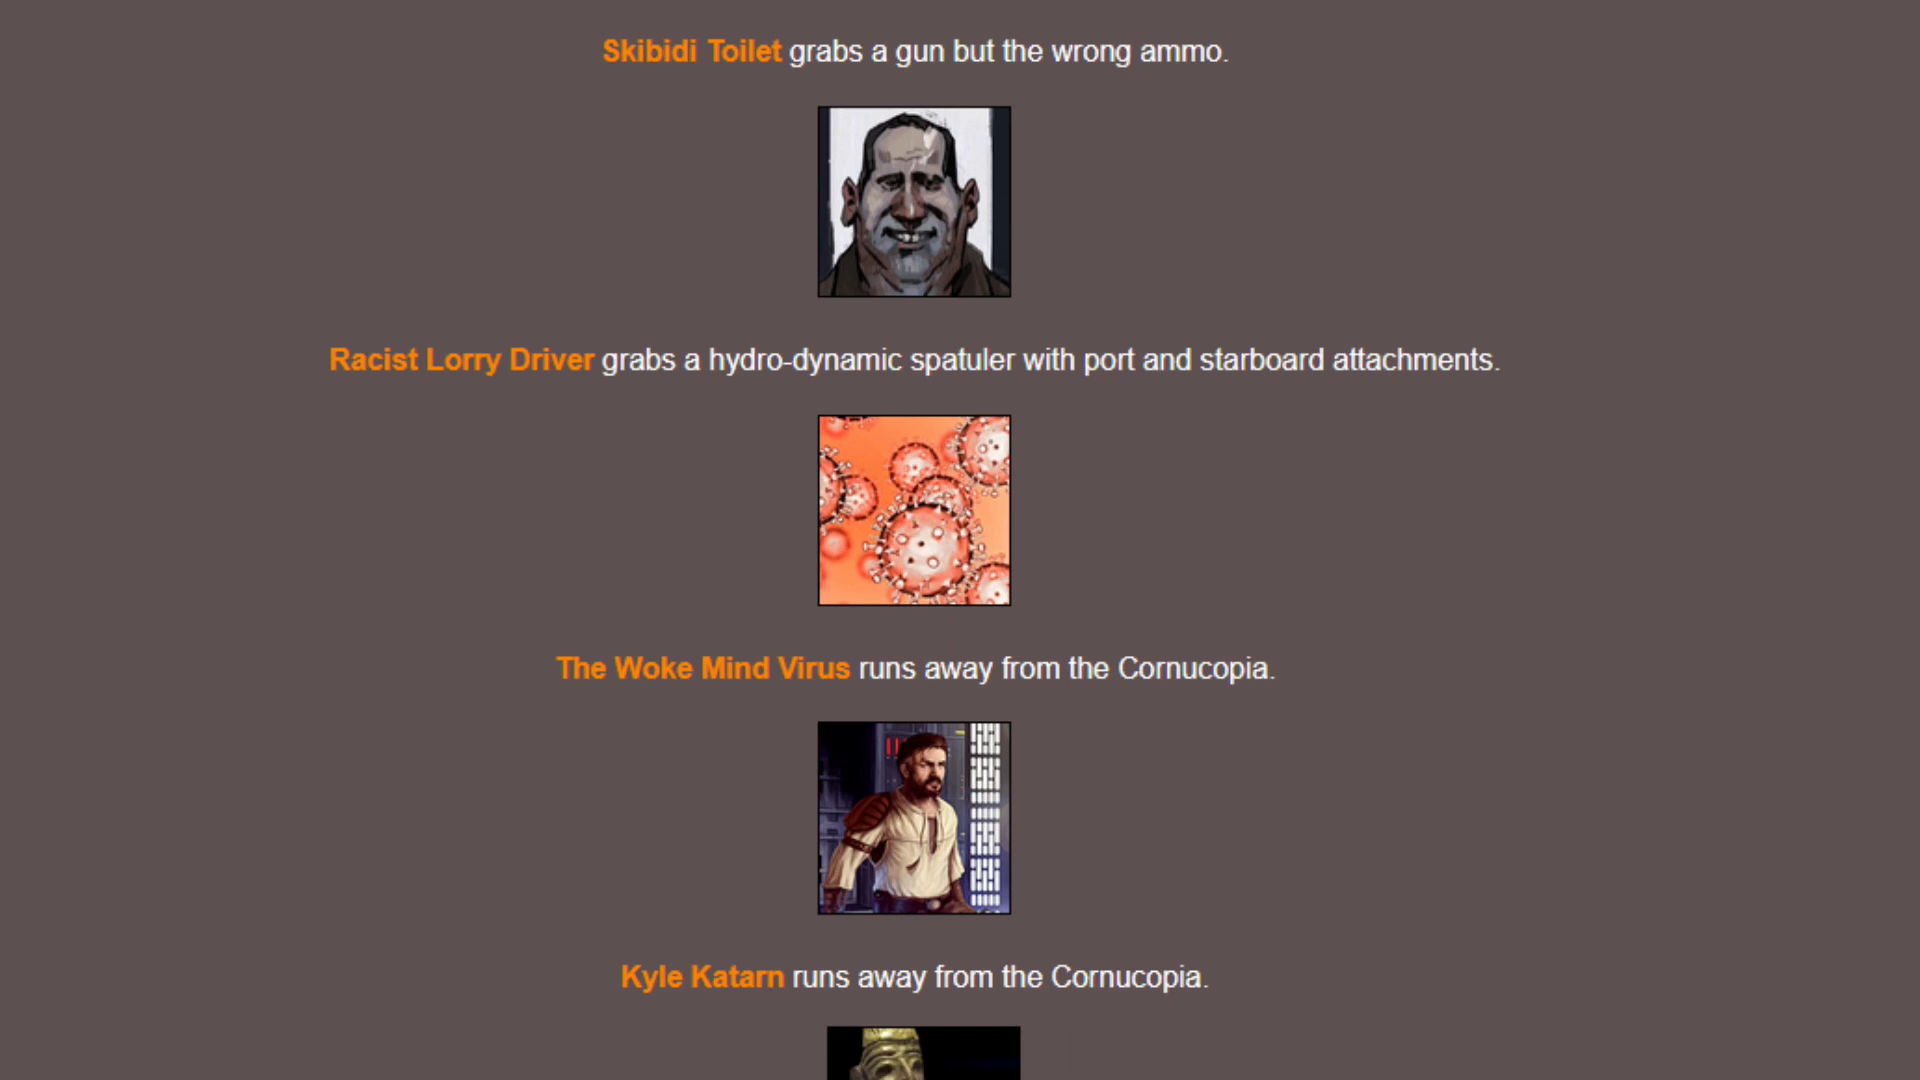 Skibidi Toilet grabs a gun but the wrong ammo.
Racist Lorry Driver grabs a hydro-dynamic spatuler with port and starboard attachments.
The Woke Mind Virus runs away from the Cornucopia.
Kyle Katarn runs away from the Cornucopia.